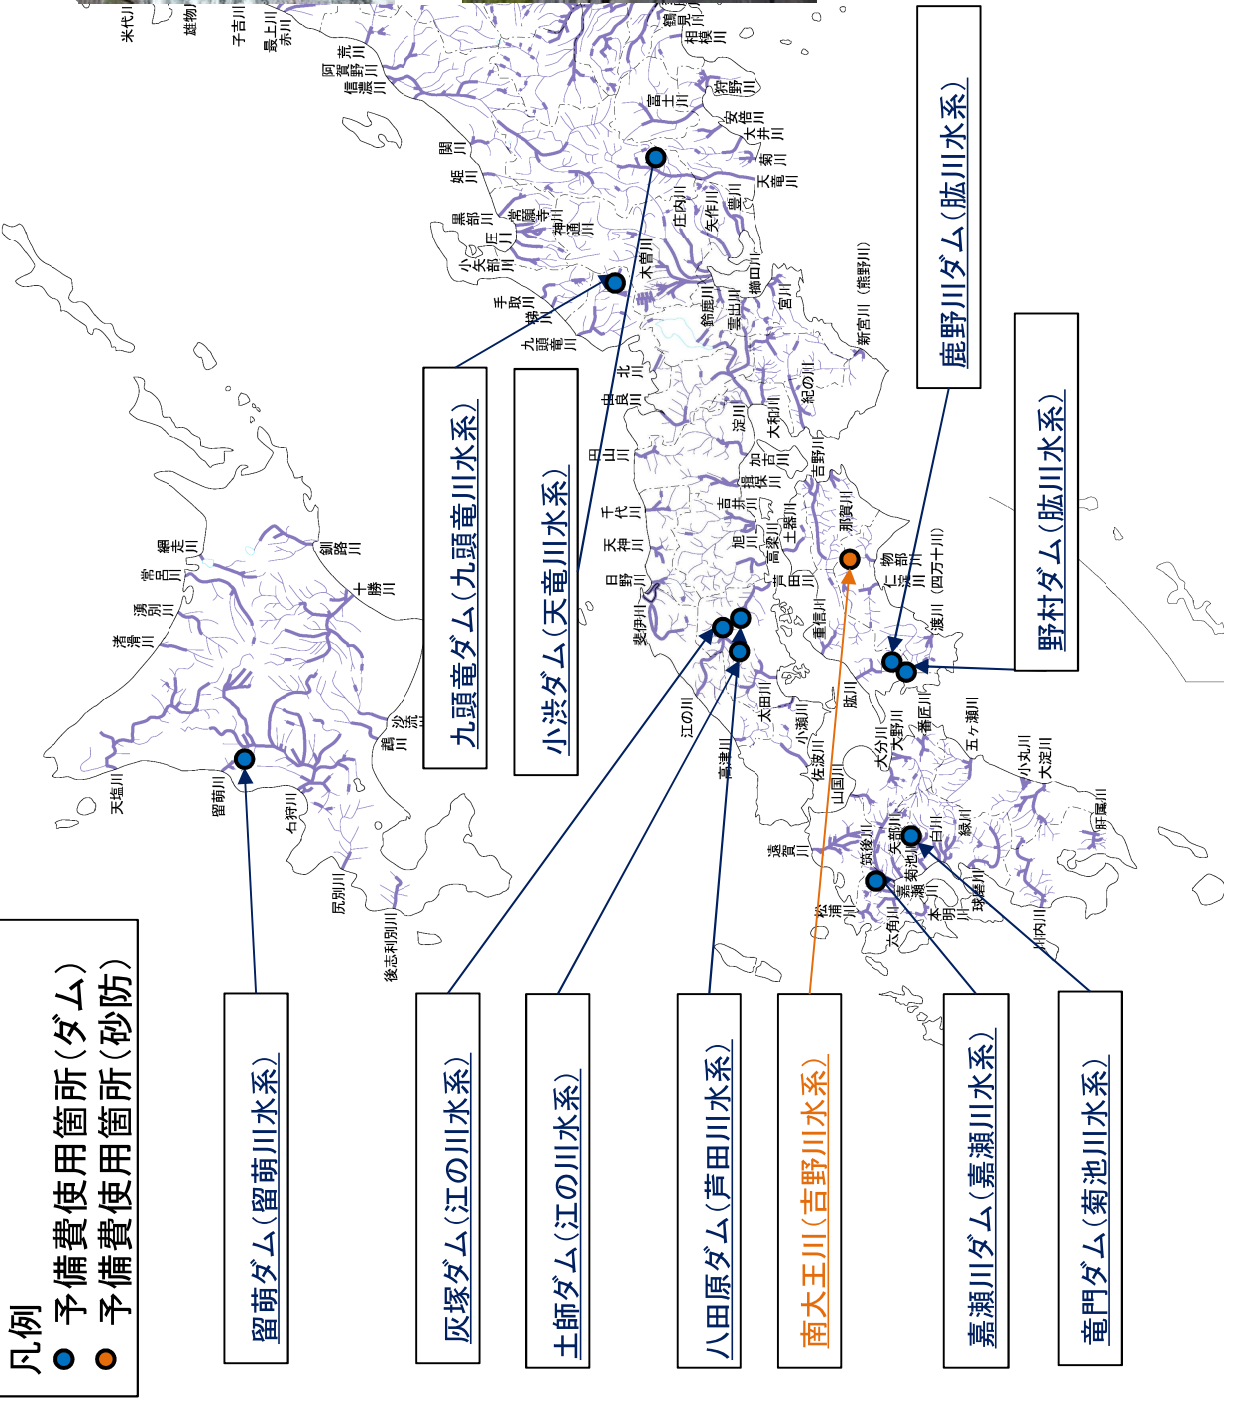 凡例
予備費使用箇所（ダム）
予備費使用箇所（砂防）
留萌ダム（留萌川水系）
灰塚ダム（江の川水系）
土師ダム（江の川水系）
八田原ダム（芦田川水系）
南大王川（吉野川水系）
嘉瀬川ダム（嘉瀬川水系）
竜門ダム（菊池川水系）
九頭竜ダム（九頭竜川水系）
小渋ダム（天竜川水系）
鹿野川ダム（肱川水系）
野村ダム（肱川水系）
天塩川
留萌川
石狩川
尻別川
後志利別川
渚滑川
湧別川
常呂川
網走川
釧路川
十勝川
沙流川
鵡川
米代川
雄物川
子吉川
最上川
赤川
荒川
阿賀野川
信濃川
関川
姫川
黒部川
常願寺川
神通川
庄川
小矢部川
手取川
梯川
九頭竜川
北川
由良川
円山川
千代川
天神川
日野川
斐伊川
江の川
高津川
鶴見川
相模川
狩野川
富士川
安倍川
大井川
菊川
天竜川
豊川
矢作川
庄内川
木曽川
鈴鹿川
雲出川
櫛田川
宮川
新宮川（熊野川）
紀の川
大和川
淀川
加古川
揖保川
吉井川
旭川
高梁川
芦田川
太田川
小瀬川
佐波川
吉野川
那賀川
土器川
重信川
肱川
物部川
仁淀川
渡川（四万十川）
遠賀川
山国川
筑後川
矢部川
菊池川
白川
緑川
球磨川
川内川
松浦川
六角川
嘉瀬川
本明川
大分川
大野川
番匠川
五ヶ瀬川
小丸川
大淀川
肝属川